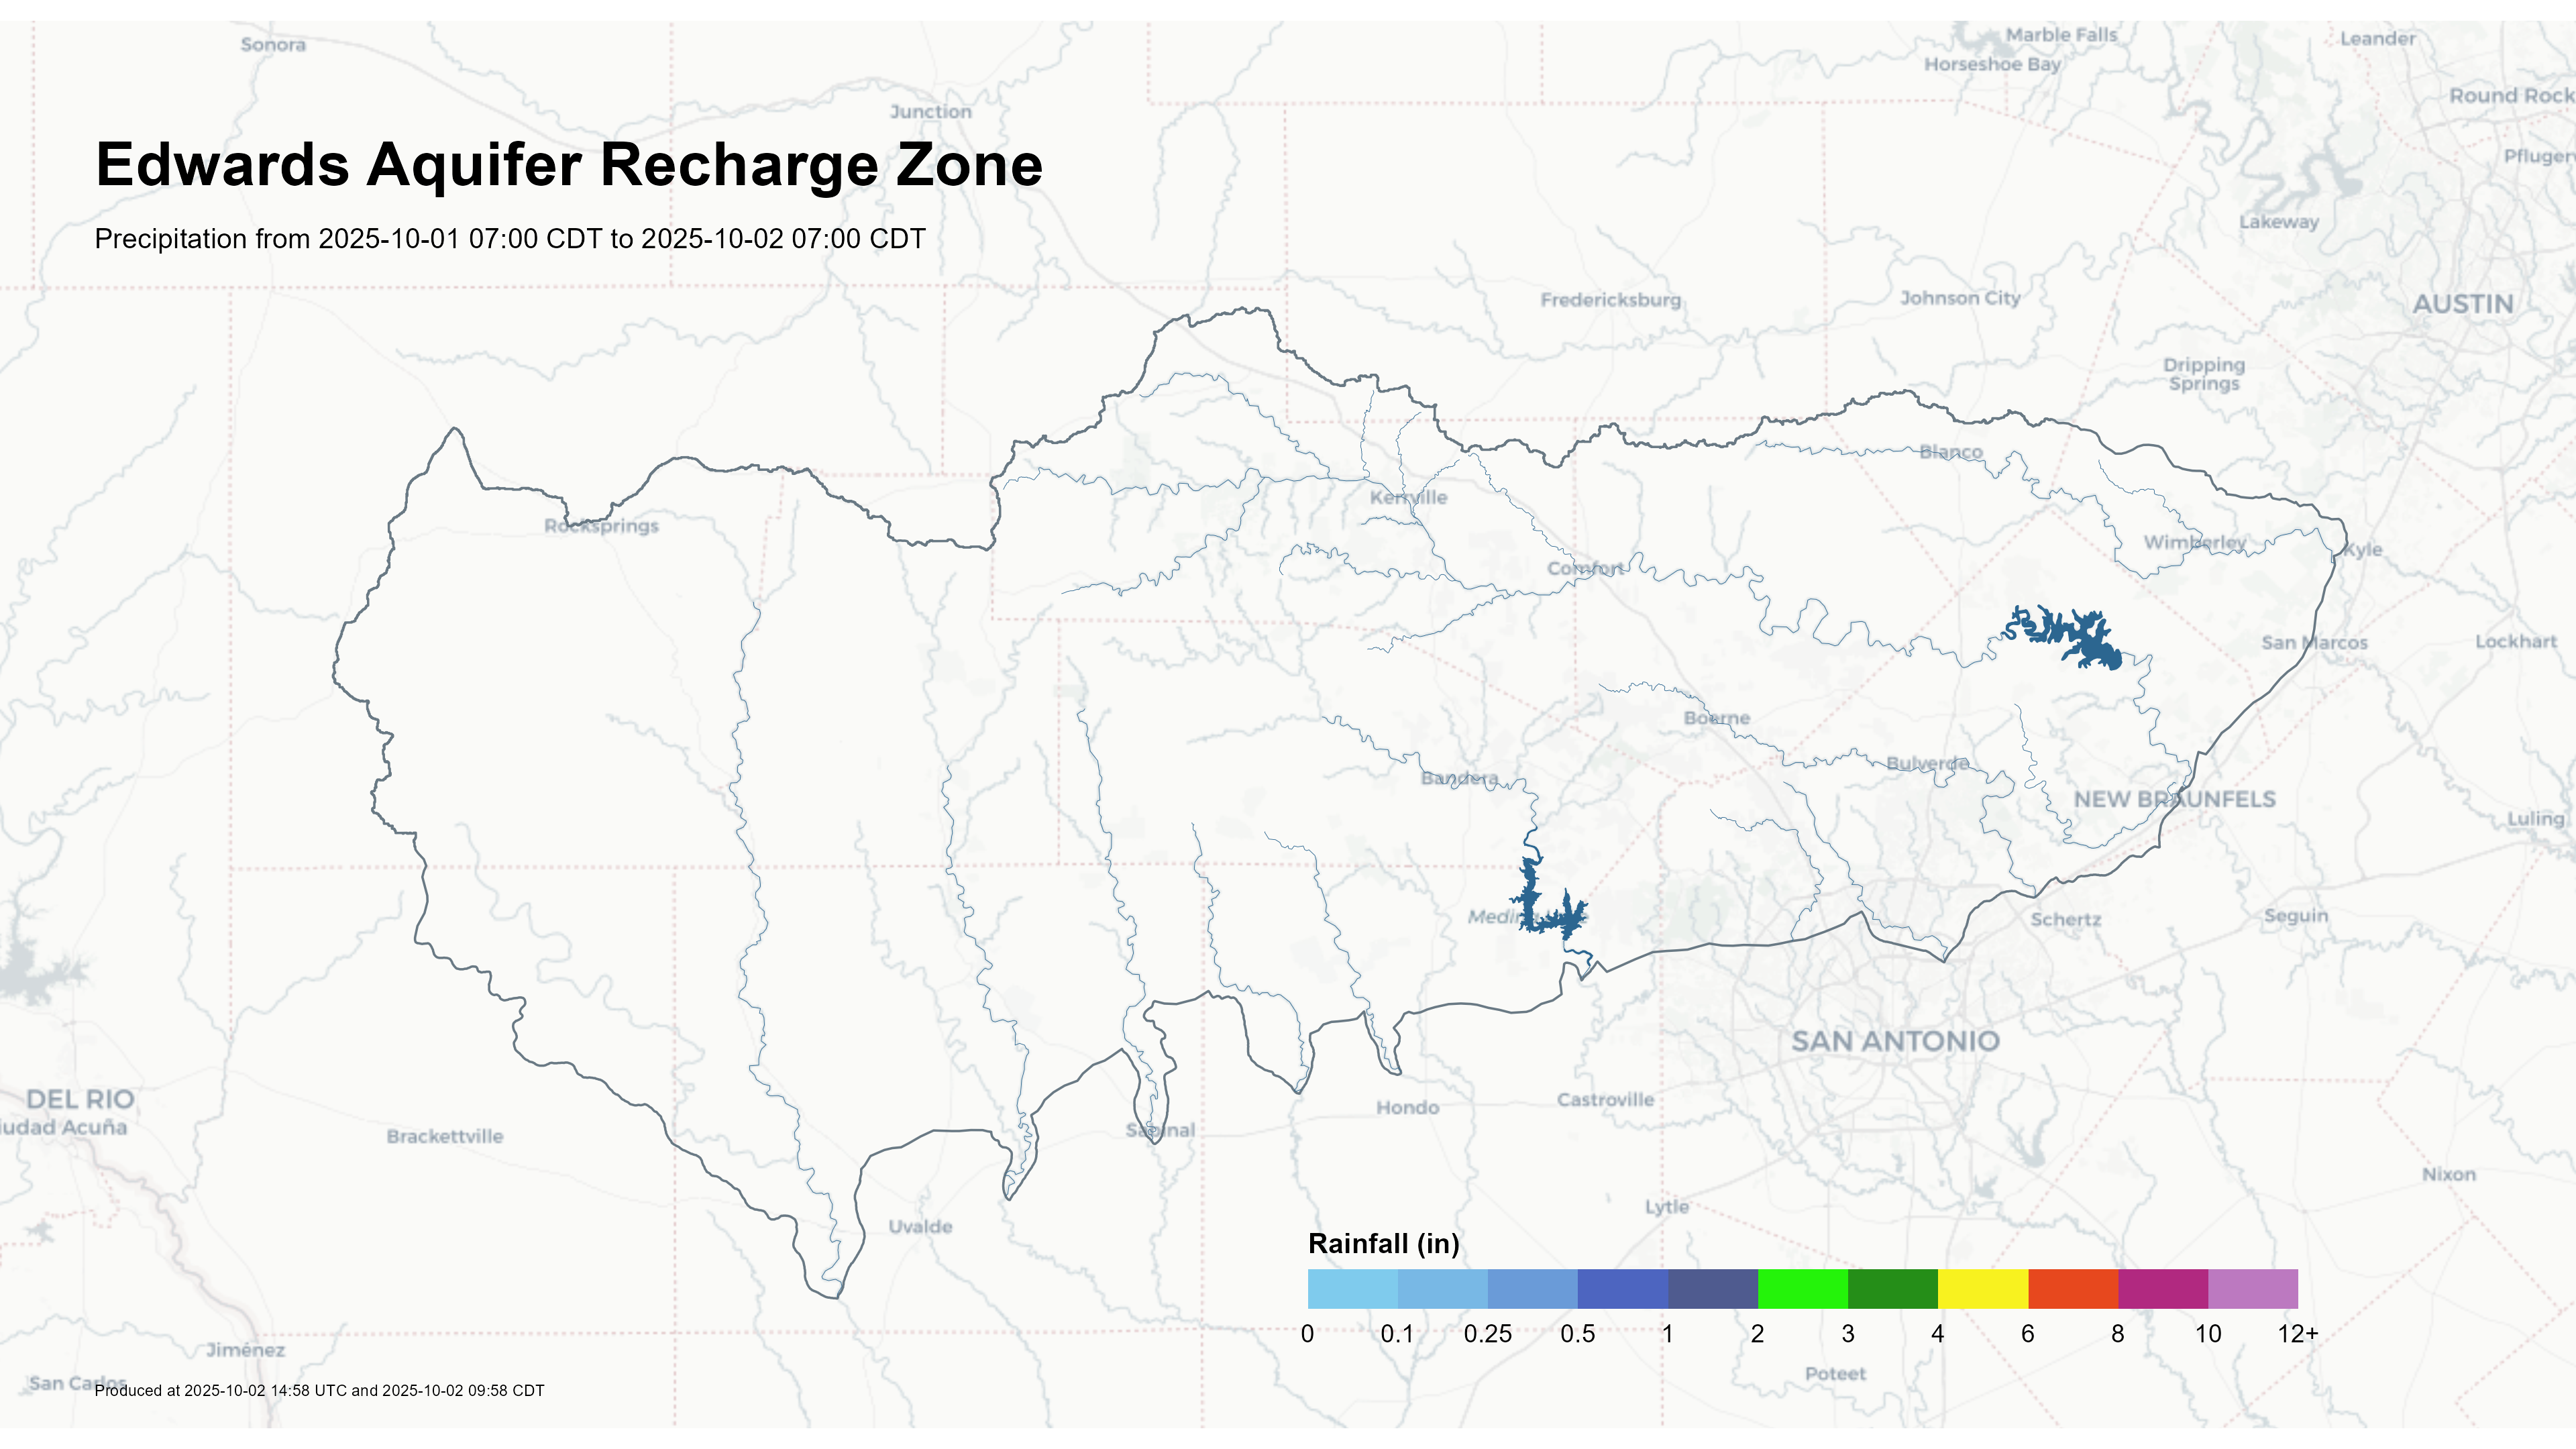 Sonora
Marble Falls
Leander
Horseshoe Bay
Round Rock
Junction
Edwards Aquifer Recharge Zone
Precipitation from 2025-10-01 07:00 CDT to 2025-10-02 07:00 CDT
Lakeway
Fredericksburg
Johnson City
AUSTIN
Dripping
Springs
Blanco
Kerrville
Rocksprings
Wimberley
Kyle
Comfort
San Marcos
Lockhart
Boerne
Bulverde
Bandera
NEW BRAUNFELS
Luling
Medina Lake
Schertz
Seguin
SAN ANTONIO
DEL RIO
Castroville
Hondo
iudad Acuña
Sabinal
Brackettville
Nixon
Lytle
Uvalde
Rainfall (in)
0 0.1 0.25 0.5 1 2 3 4 6 8 10 12+
Jiménez
Poteet
San Carlos
Produced at 2025-10-02 14:58 UTC and 2025-10-02 09:58 CDT